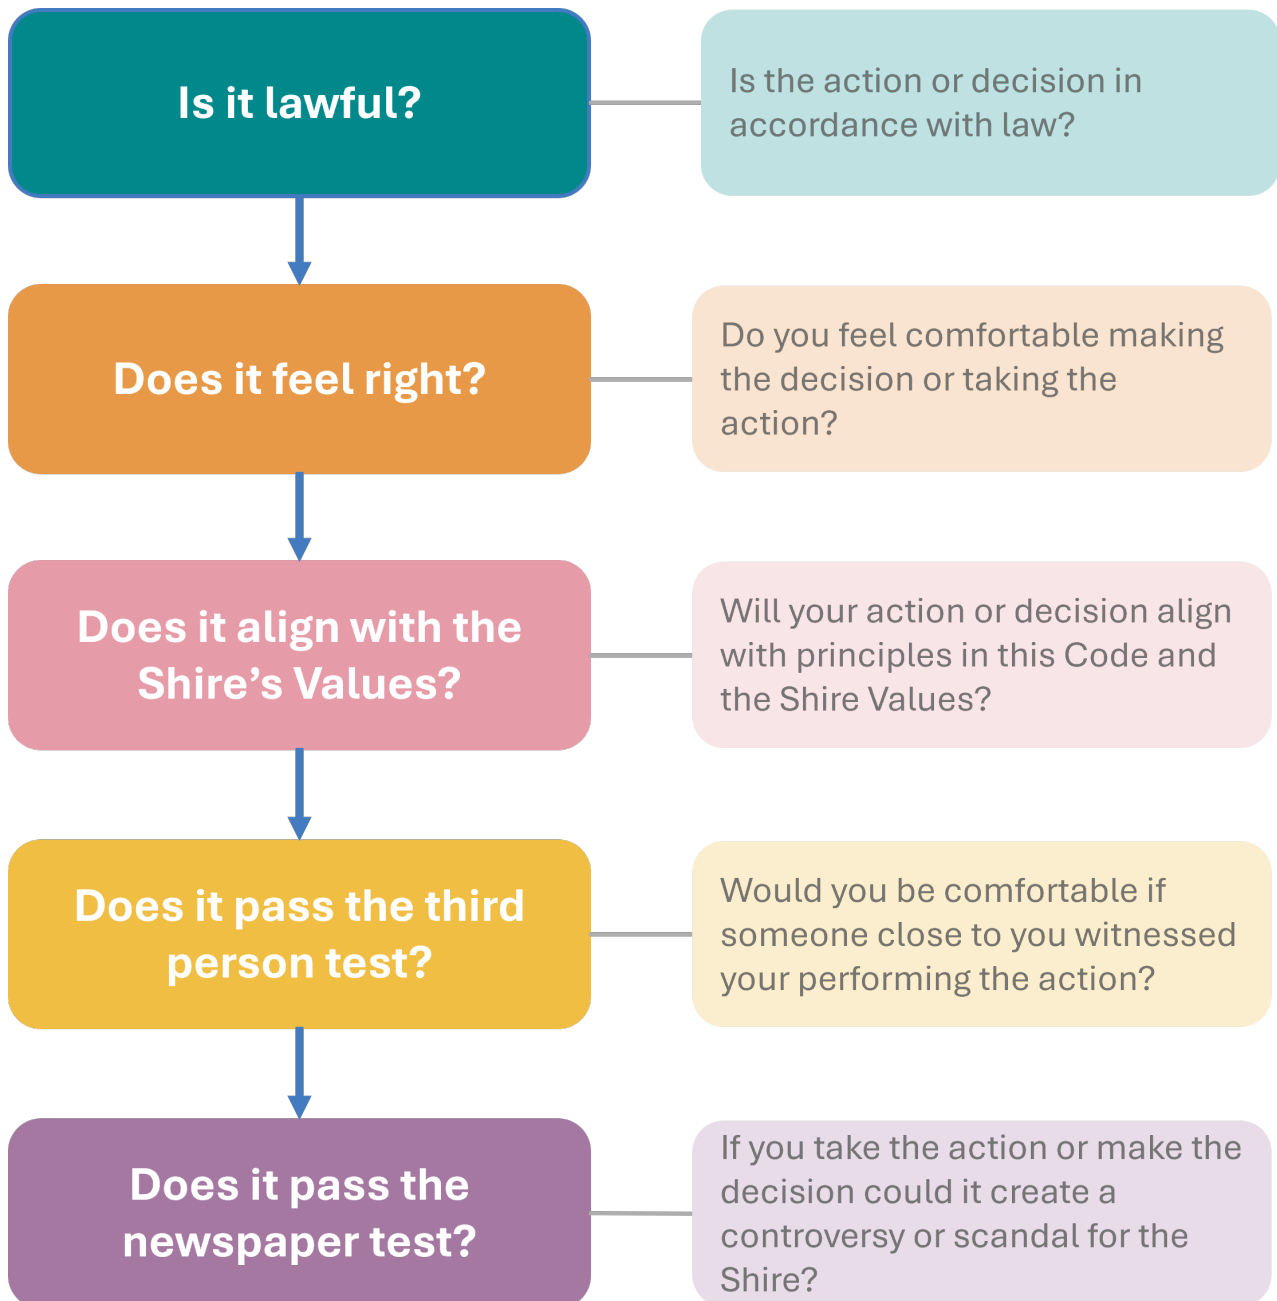 Is it lawful?
Is the action or decision in
accordance with law?
Does it feel right?
Do you feel comfortable making
the decision or taking the
action?
Does it align with the
Shire’s Values?
Will your action or decision align
with principles in this Code and
the Shire Values?
Does it pass the third
person test?
Would you be comfortable if
someone close to you witnessed
your performing the action?
Does it pass the
newspaper test?
If you take the action or make the
decision could it create a
controversy or scandal for the
Shire?